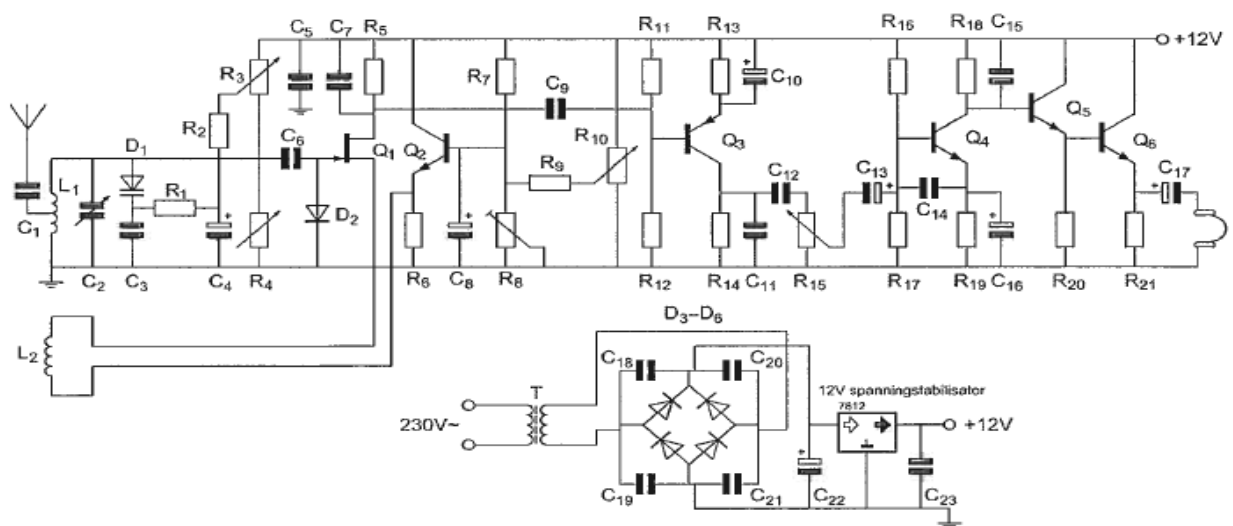 C5 C7 R5 R11 R13 R16 R18 C15
+12V
R3 R7 C9 + C10
R2 C6 R10 Q5
D1 Q1 Q2 Q3 Q4 Q6
L1 R1 R9 C12 C13 + C17
C1 + D2 + C14 +
C2 C3 C4 R4 R6 C8 R8 R12 R14 C11 R15 R17 R19 C16 R20 R21
D3–D6
L2 C18 C20
T 12V spanningstabilisator
7812
230V~ +12V
+
C19 C21 C22 C23